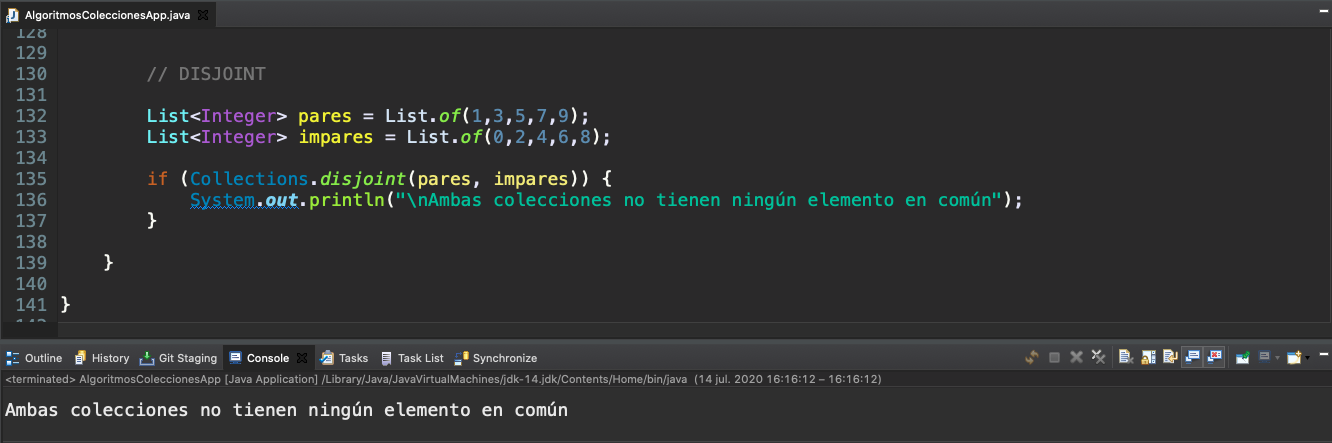 AlgoritmosColeccionesApp.java
128
129
130 // DISJOINT
131
132 List<Integer> pares = List.of(1,3,5,7,9);
133 List<Integer> impares = List.of(0,2,4,6,8);
134
135 if (Collections.disjoint(pares, impares)) {
136 System.out.println("\nAmbas colecciones no tienen ningún elemento en común");
137 }
138
139 }
140
141 }
142
Outline History Git Staging Console Tasks Task List Synchronize
<terminated> AlgoritmosColeccionesApp [Java Application] /Library/Java/JavaVirtualMachines/jdk-14.jdk/Contents/Home/bin/java (14 jul. 2020 16:16:12 – 16:16:12)
Ambas colecciones no tienen ningún elemento en común